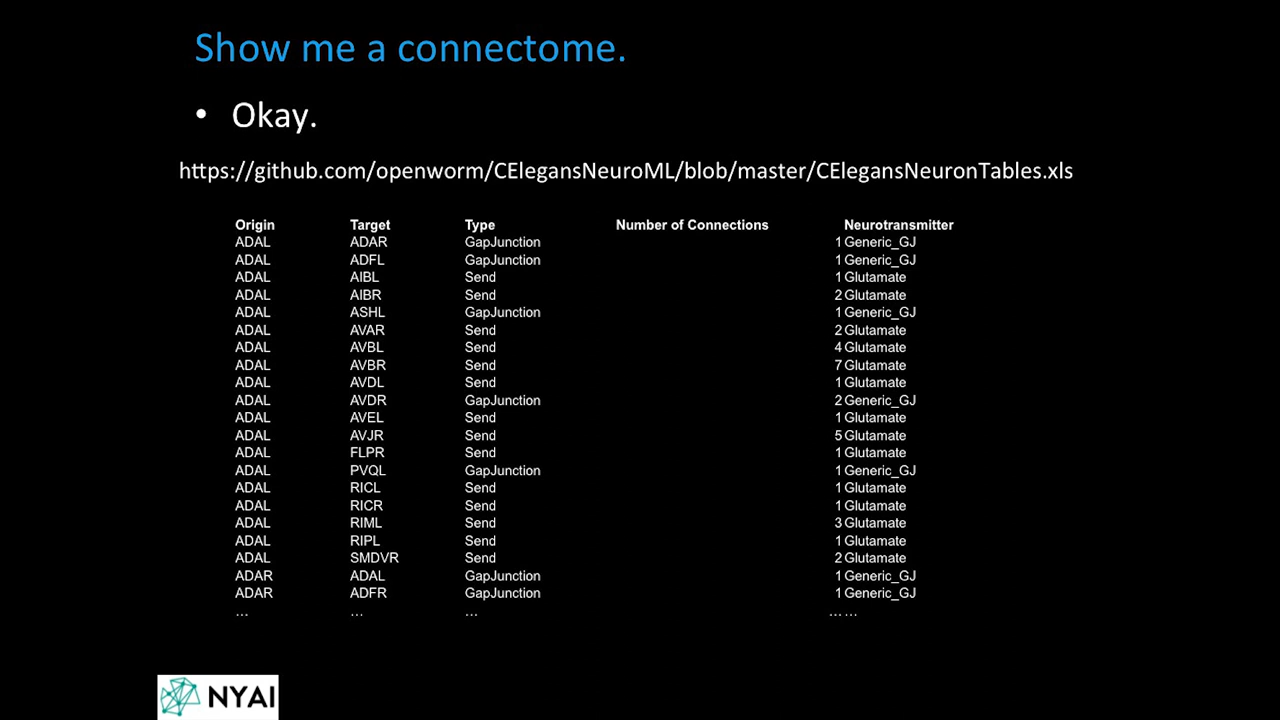 Show me a connectome.
• Okay.
https://github.com/openworm/CElegansNeuroML/blob/master/CElegansNeuronTables.xls
Origin Target Type Number of Connections Neurotransmitter
ADAL ADAR GapJunction 1 Generic_GJ
ADAL ADFL GapJunction 1 Generic_GJ
ADAL AIBL Send 1 Glutamate
ADAL AIBR Send 2 Glutamate
ADAL ASHL GapJunction 1 Generic_GJ
ADAL AVAR Send 2 Glutamate
ADAL AVBL Send 4 Glutamate
ADAL AVBR Send 7 Glutamate
ADAL AVDL Send 1 Glutamate
ADAL AVDR GapJunction 2 Generic_GJ
ADAL AVEL Send 1 Glutamate
ADAL AVJR Send 5 Glutamate
ADAL FLPR Send 1 Glutamate
ADAL PVQL GapJunction 1 Generic_GJ
ADAL RICL Send 1 Glutamate
ADAL RICR Send 1 Glutamate
ADAL RIML Send 3 Glutamate
ADAL RIPL Send 1 Glutamate
ADAL SMDVR Send 2 Glutamate
ADAR ADAL GapJunction 1 Generic_GJ
ADAR ADFR GapJunction 1 Generic_GJ
... ... ... ... ...
NYAI